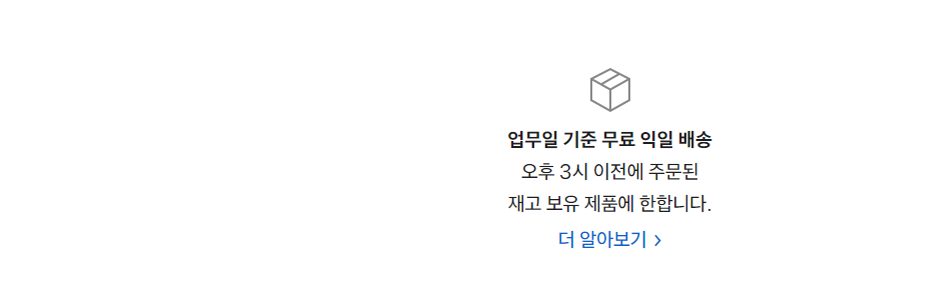 업무일 기준 무료 익일 배송
오후 3시 이전에 주문된
재고 보유 제품에 한합니다.
더 알아보기 >